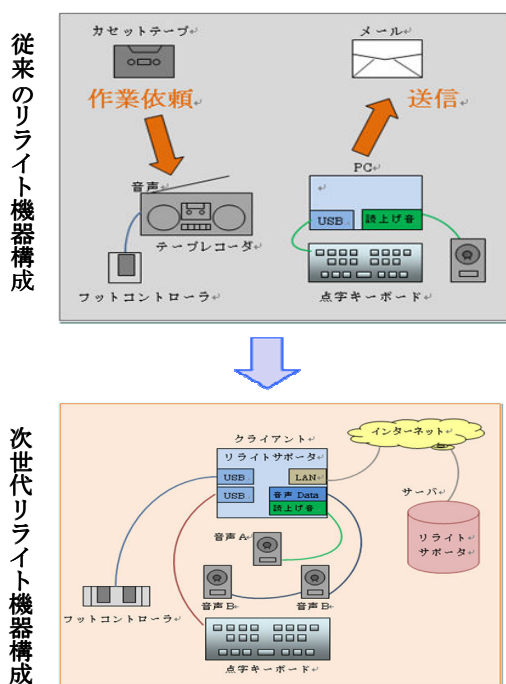 従来のリライト機器構成
カセットテープ
メール
作業依頼
送信
音声
PC
USB
読上げ音
テープレコーダ
フットコントローラ
点字キーボード
次世代リライト機器構成
クライアント
インターネット
リライトサポータ
USB
LAN
USB
音声 Data
読上げ音
サーバ
リライト
サポータ
音声A
音声B
音声B
フットコントローラ
点字キーボード